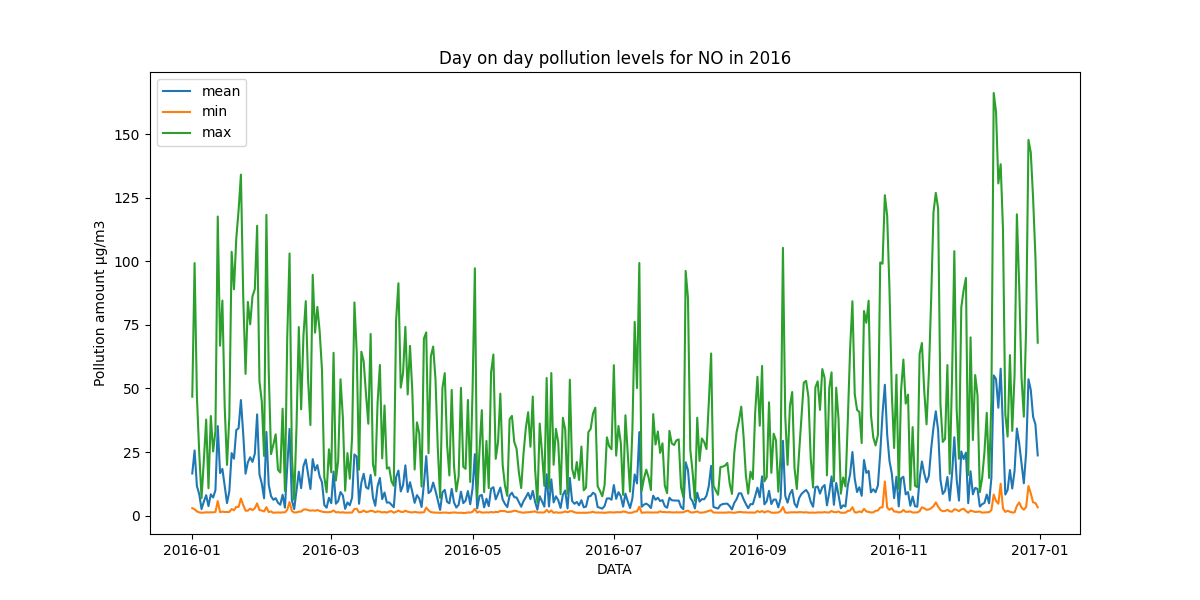 Day on day pollution levels for NO in 2016
mean
min
max
Pollution amount µg/m3
150
125
100
75
50
25
0
2016-01 2016-03 2016-05 2016-07 2016-09 2016-11 2017-01
DATA